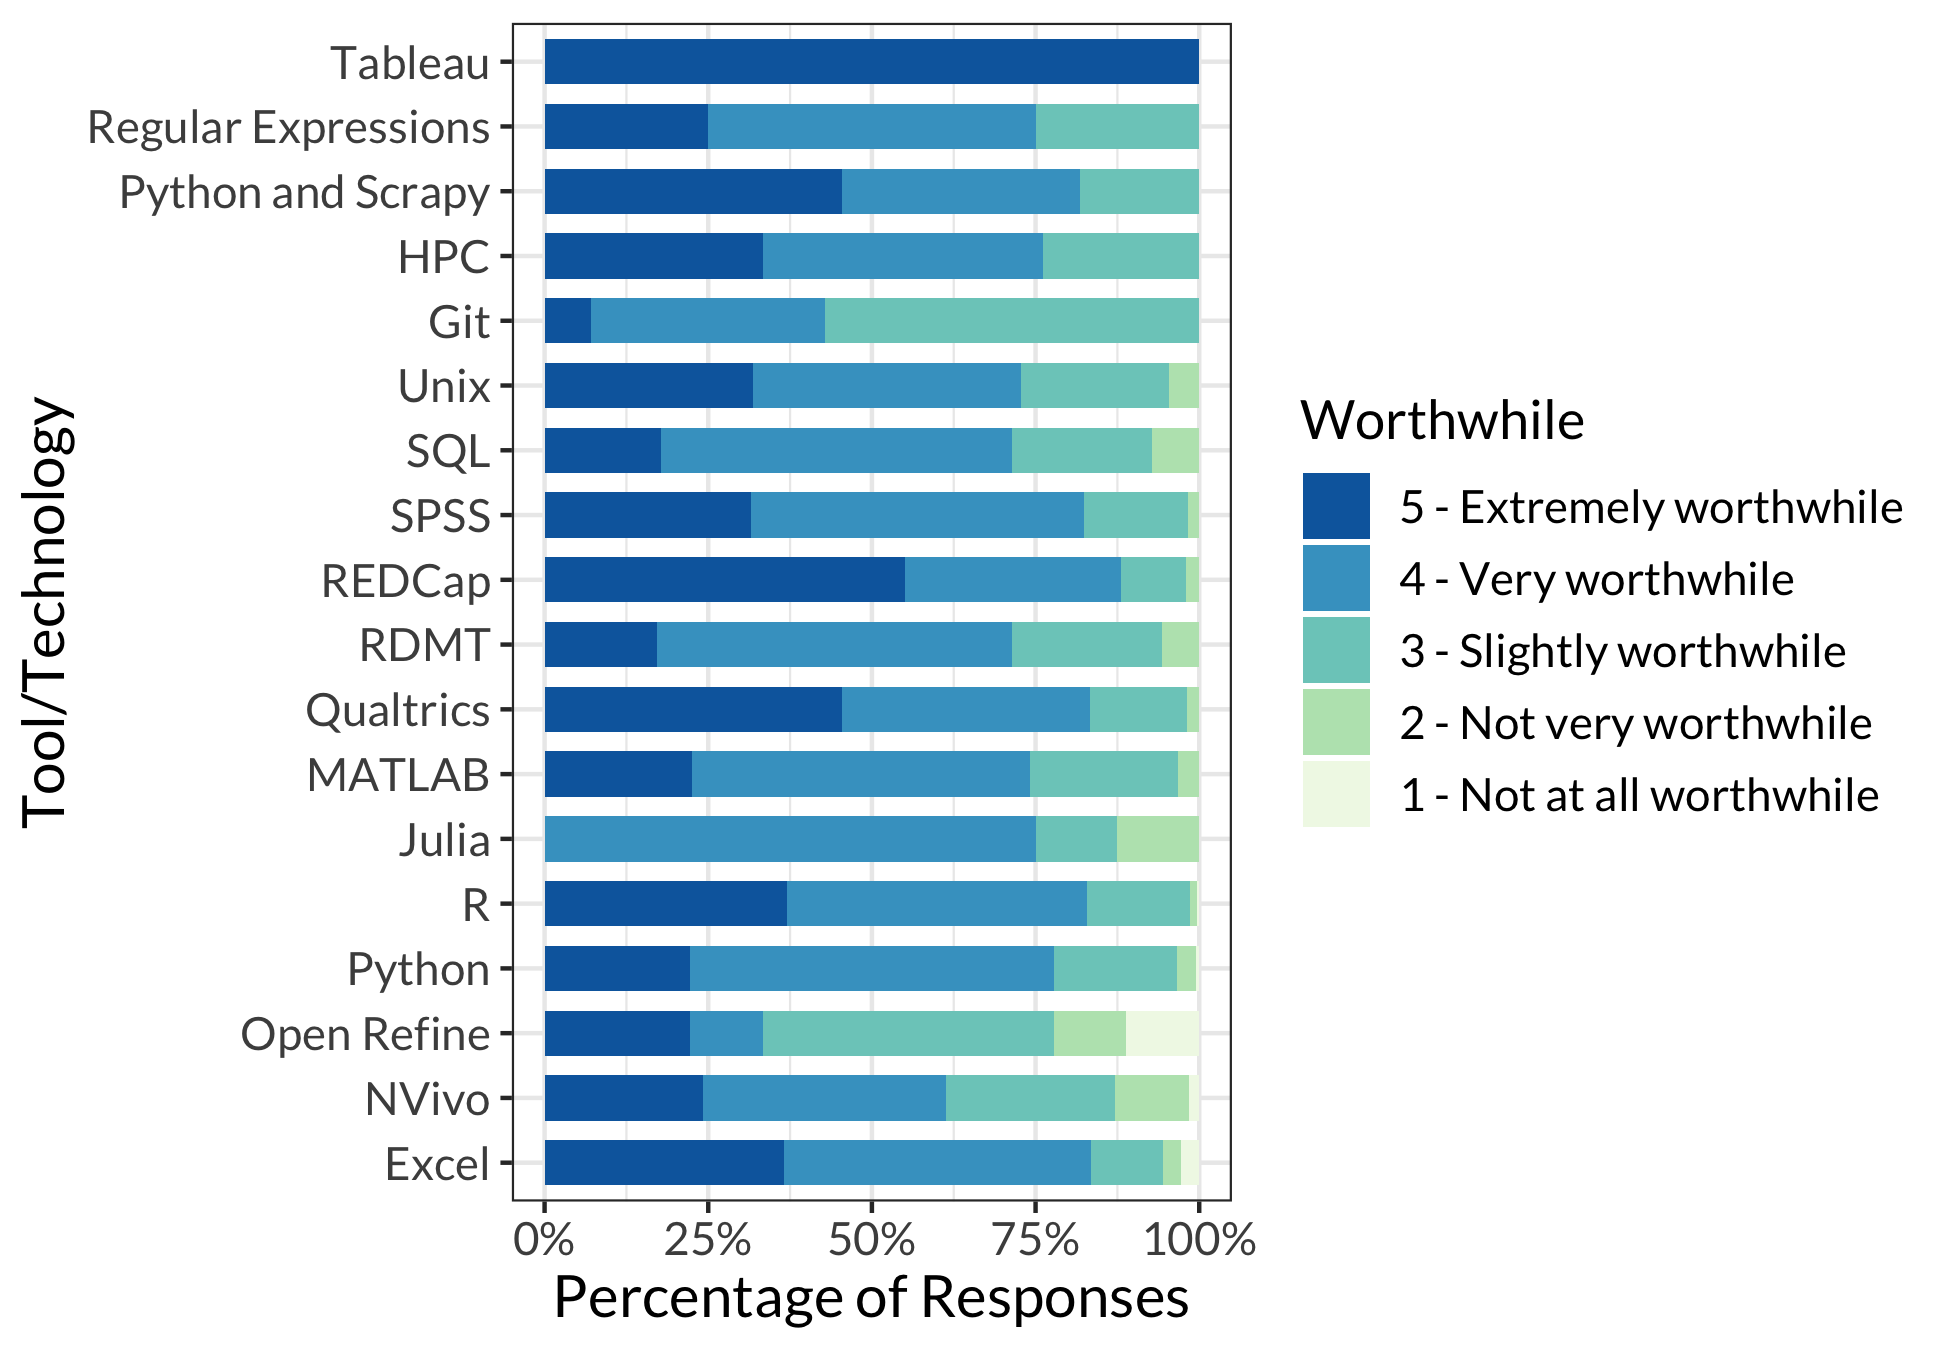 Tool/Technology
Tableau
Regular Expressions
Python and Scrapy
HPC
Git
Unix
SQL
SPSS
REDCap
RDMT
Qualtrics
MATLAB
Julia
R
Python
Open Refine
NVivo
Excel
0% 25% 50% 75% 100%
Percentage of Responses
Worthwhile
5 - Extremely worthwhile
4 - Very worthwhile
3 - Slightly worthwhile
2 - Not very worthwhile
1 - Not at all worthwhile